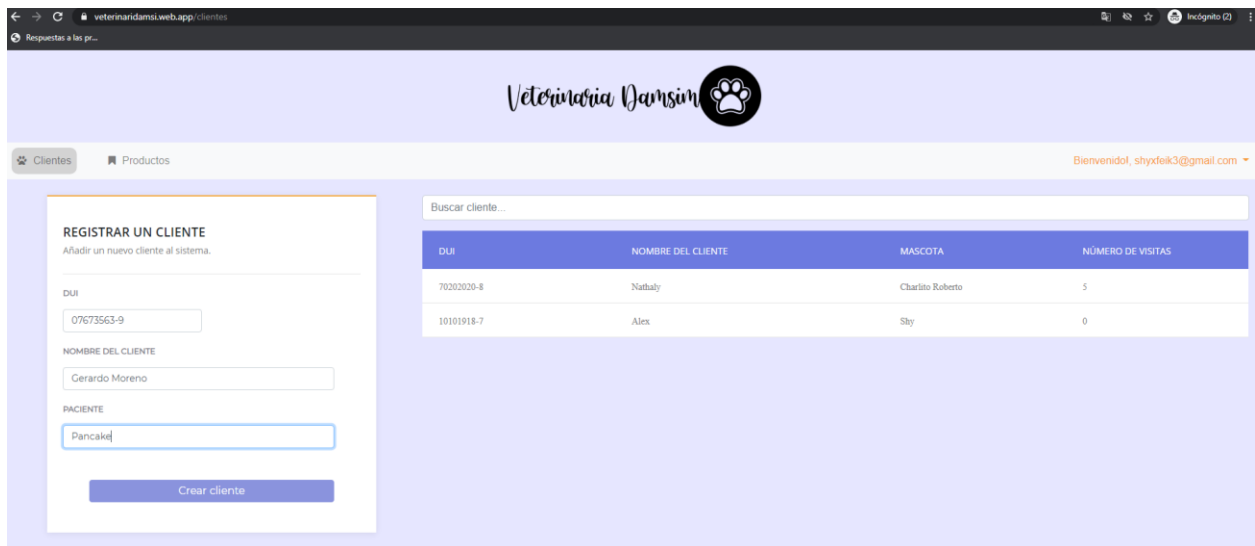 veterinaridamsi.web.app/clientes
Incógnito (2)
Respuestas a las pr...
Veterinaria Damsim
Clientes
Productos
Bienvenido!, shyxfeik3@gmail.com
REGISTRAR UN CLIENTE
Añadir un nuevo cliente al sistema.
DUI
07673563-9
NOMBRE DEL CLIENTE
Gerardo Moreno
PACIENTE
Pancake
Crear cliente
Buscar cliente...
DUI NOMBRE DEL CLIENTE MASCOTA NÚMERO DE VISITAS
70202020-8 Nathaly Charlito Roberto 5
10101918-7 Alex Shy 0